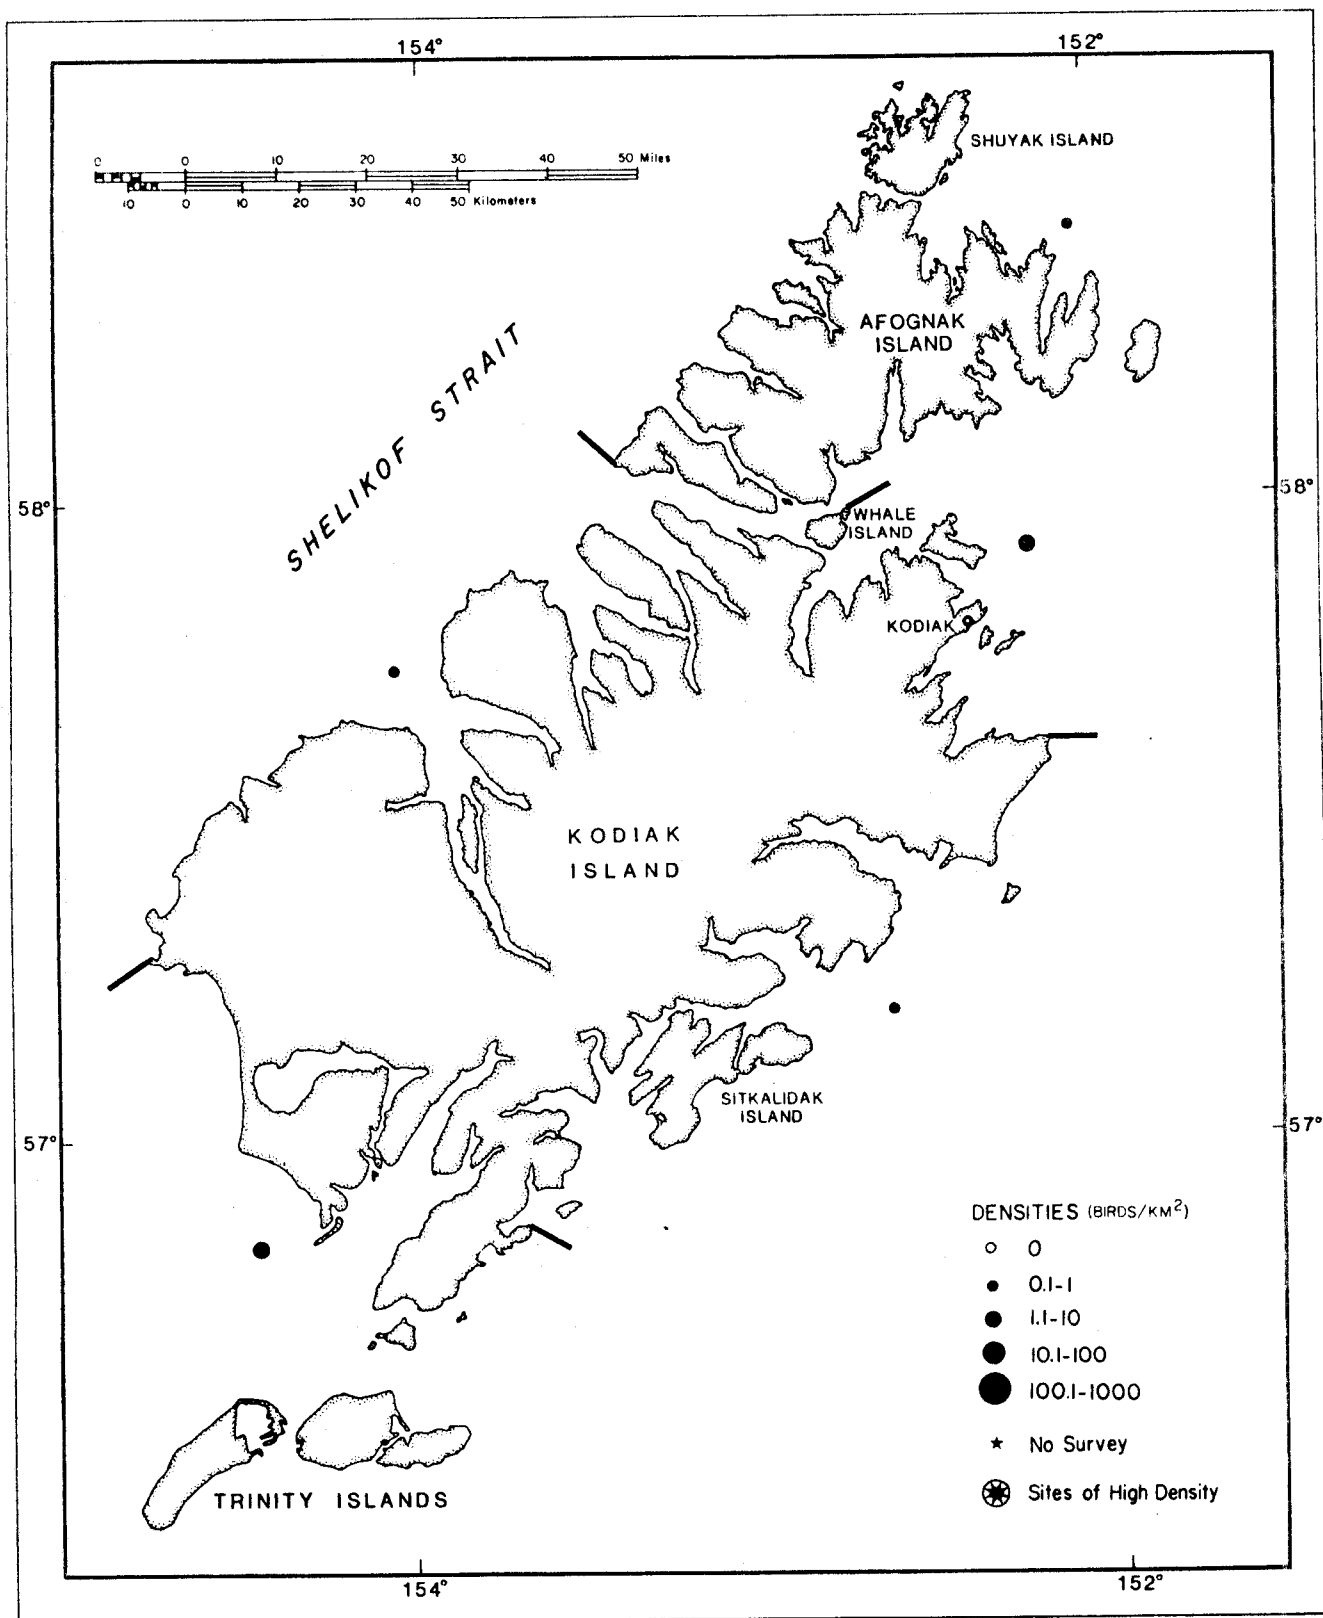 154°
152°
0 0 10 20 30 40 50 Miles
10 0 10 20 30 40 50 Kilometers
SHUYAK ISLAND
AFOGNAK
ISLAND
SHELIKOF STRAIT
58°
58°
WHALE
ISLAND
KODIAK
KODIAK
ISLAND
SITKALIDAK
ISLAND
57°
57°
DENSITIES (BIRDS/KM²)
0
0.1-1
1.1-10
10.1-100
100.1-1000
No Survey
Sites of High Density
TRINITY ISLANDS
154°
152°